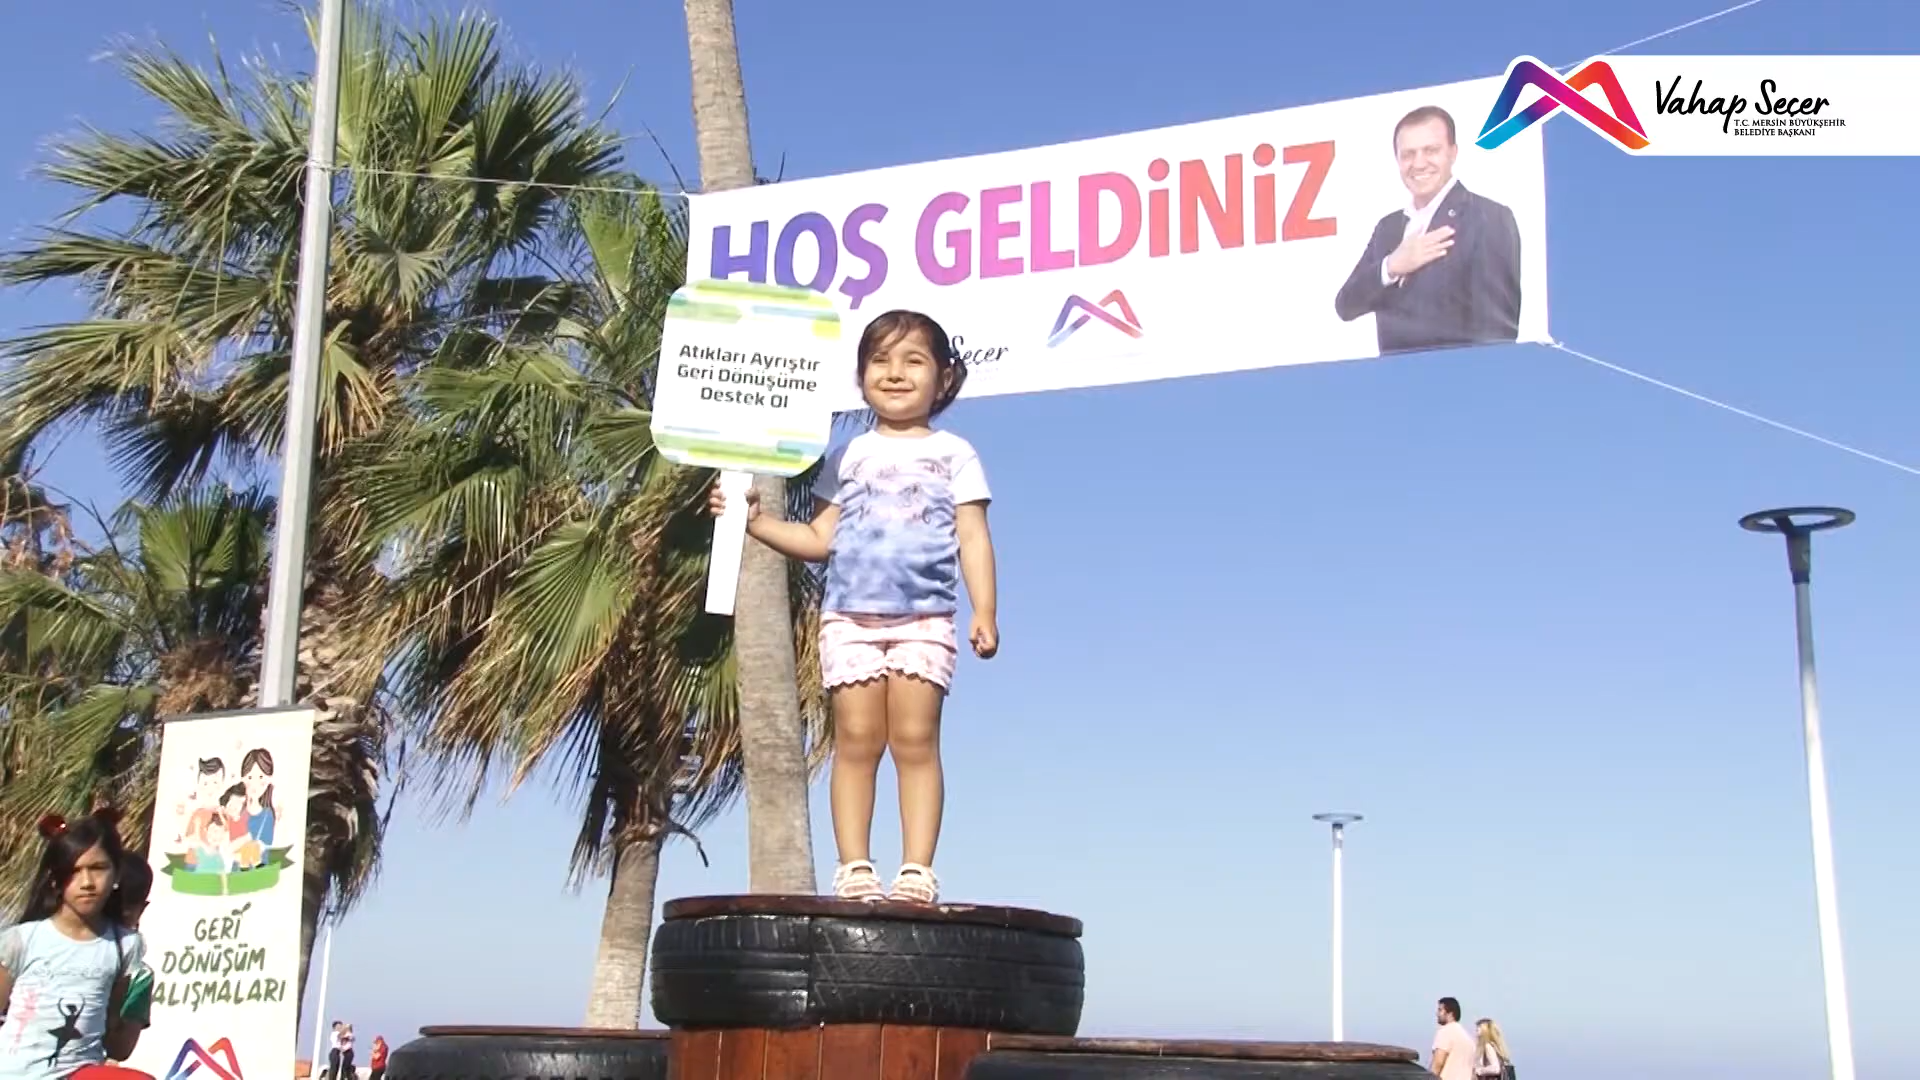 Vahap Seçer
T.C. MERSİN BÜYÜKŞEHİR
BELEDİYE BAŞKANI
HOŞ GELDİNİZ
Seçer
Atıkları Ayrıştır
Geri Dönüşüme
Destek Ol
GERİ
DÖNÜŞÜM
ALIŞMALARI